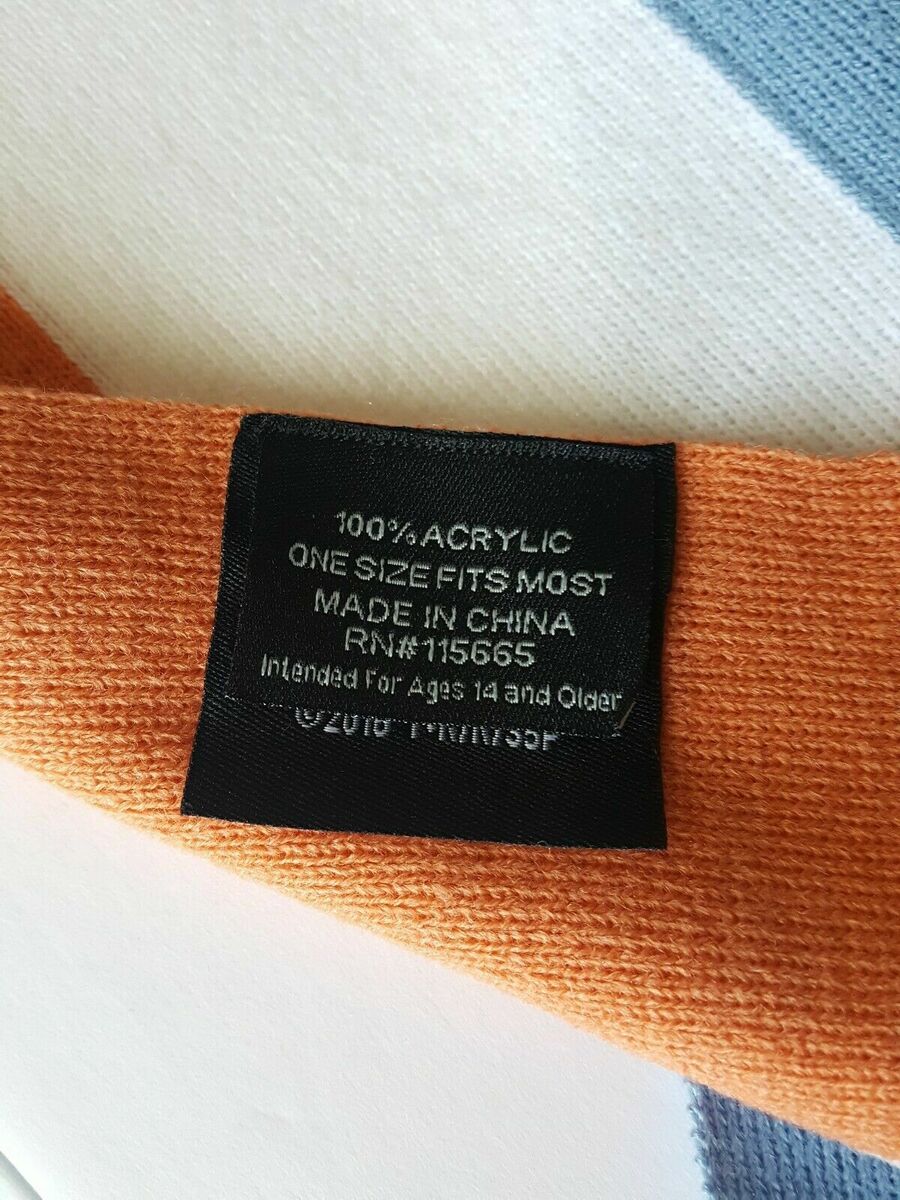 100% ACRYLIC
ONE SIZE FITS MOST
MADE IN CHINA
RN#115665
Intended For Ages 14 and Older